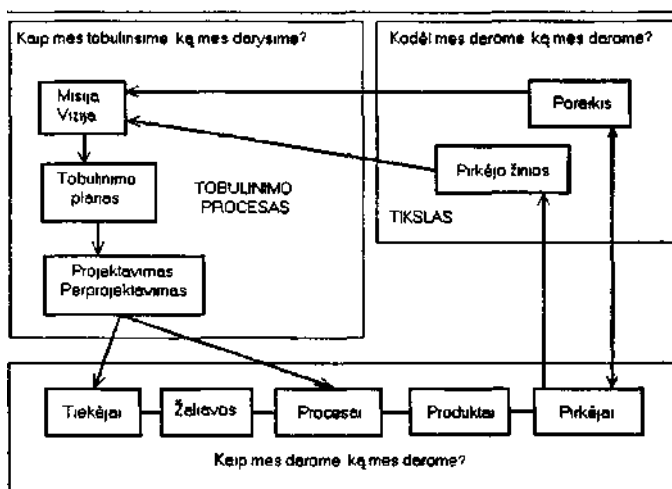 Kaip mes tobulinsime ką mes darysime?
Kodėl mes darome ką mes darome?
Misija
Vizija
Poreikis
Pirkėjo žinios
Tobulinimo
planas
TOBULINIMO
PROCESAS
TIKSLAS
Projektavimas
Perprojektavimas
Tiekėjai
Žaliavos
Procesai
Produktai
Pirkėjai
Kaip mes darome ką mes darome?